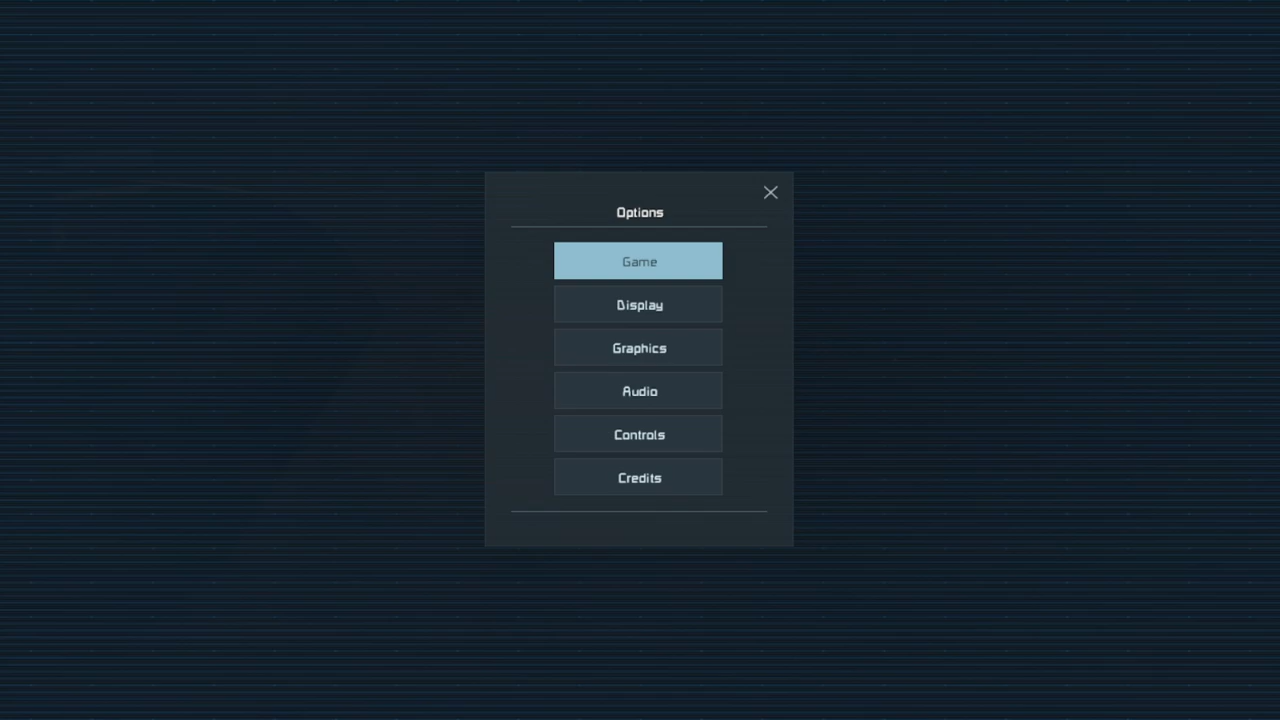 Options
Game
Display
Graphics
Audio
Controls
Credits